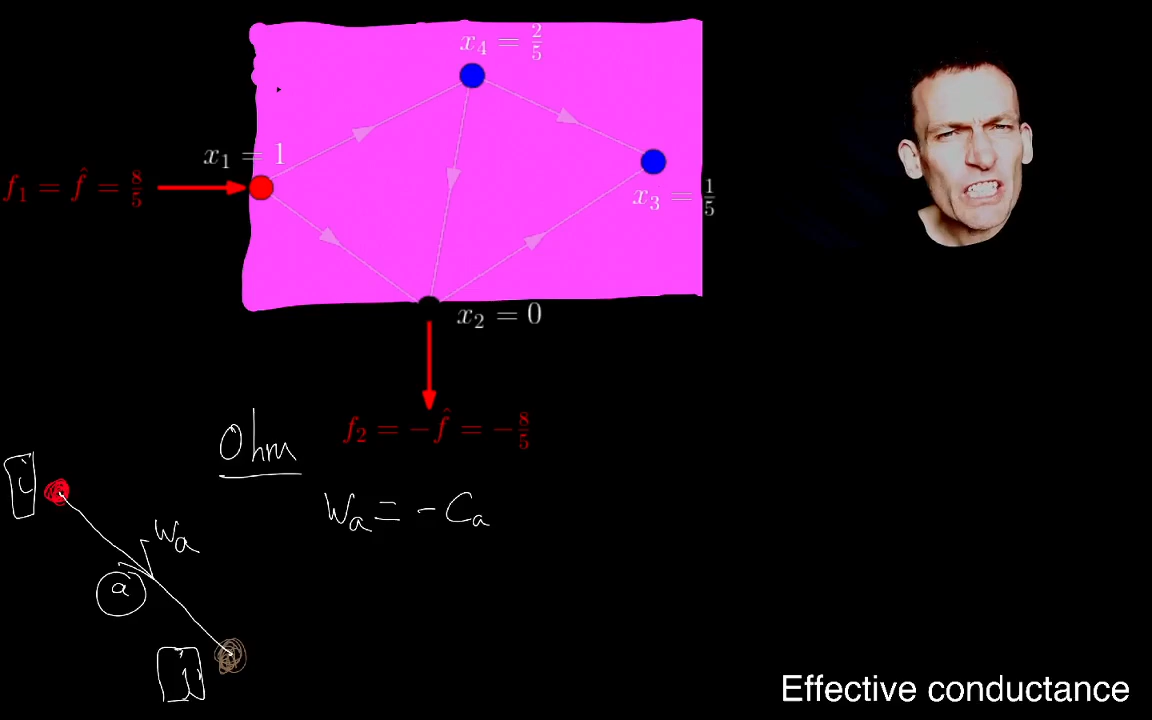 x₄ = 2/5
x₁ = 1
f₁ = f̂ = 8/5
x₃ = 1/5
x₂ = 0
f₂ = −f̂ = −8/5
Ohm
i
wₐ = −Cₐ
wₐ
a
j
Effective conductance